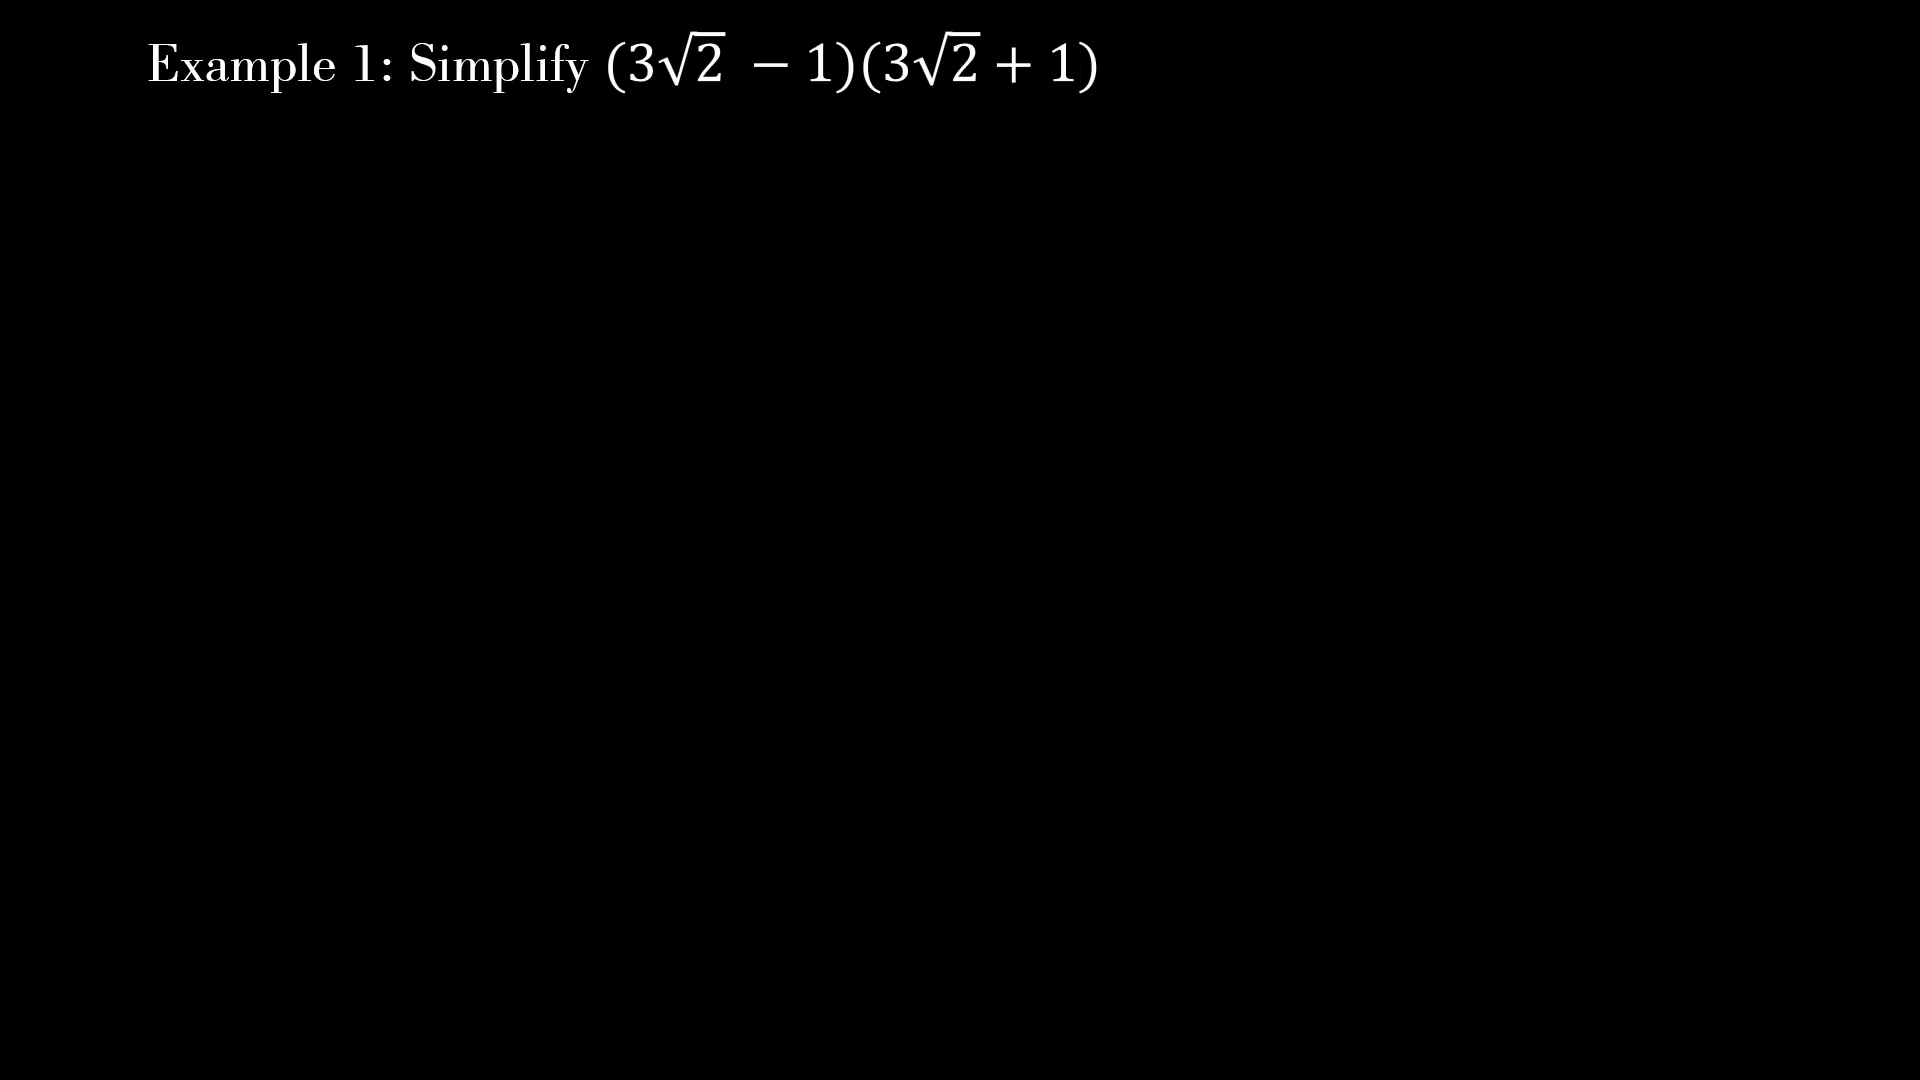 Example 1: Simplify (3√2 − 1)(3√2 + 1)